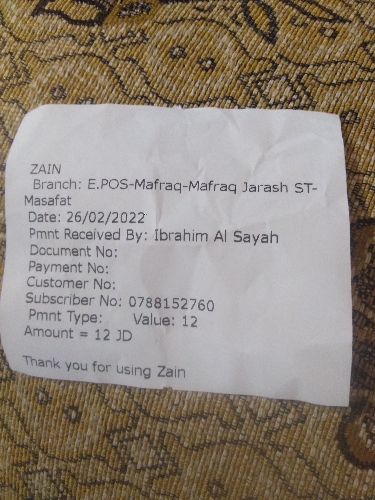 ZAIN
Branch: E.POS-Mafraq-Mafraq Jarash ST-
Masafat
Date: 26/02/2022
Pmnt Received By: Ibrahim Al Sayah
Document No:
Payment No:
Customer No:
Subscriber No: 0788152760
Pmnt Type: Value: 12
Amount = 12 JD
Thank you for using Zain